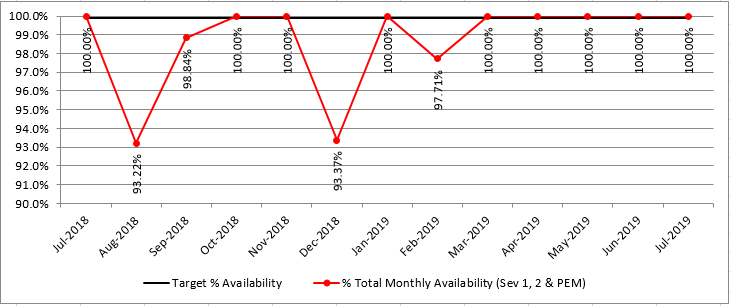 100.0%
99.0%
98.0%
97.0%
96.0%
95.0%
94.0%
93.0%
92.0%
91.0%
90.0%
100.00%
93.22%
98.84%
100.00%
100.00%
93.37%
100.00%
97.71%
100.00%
100.00%
100.00%
100.00%
100.00%
Jul-2018
Aug-2018
Sep-2018
Oct-2018
Nov-2018
Dec-2018
Jan-2019
Feb-2019
Mar-2019
Apr-2019
May-2019
Jun-2019
Jul-2019
Target % Availability
% Total Monthly Availability (Sev 1, 2 & PEM)